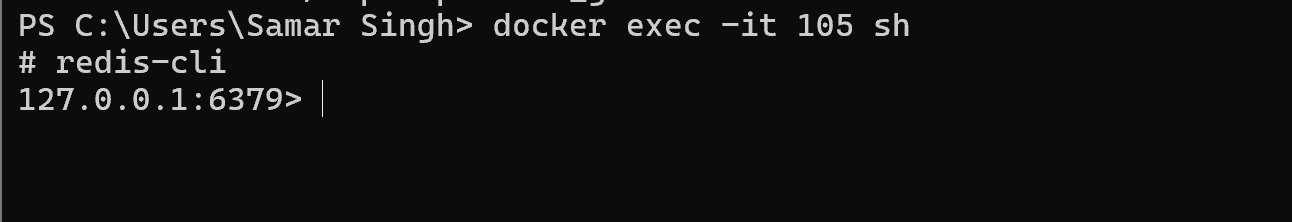 PS C:\Users\Samar Singh> docker exec -it 105 sh
# redis-cli
127.0.0.1:6379>